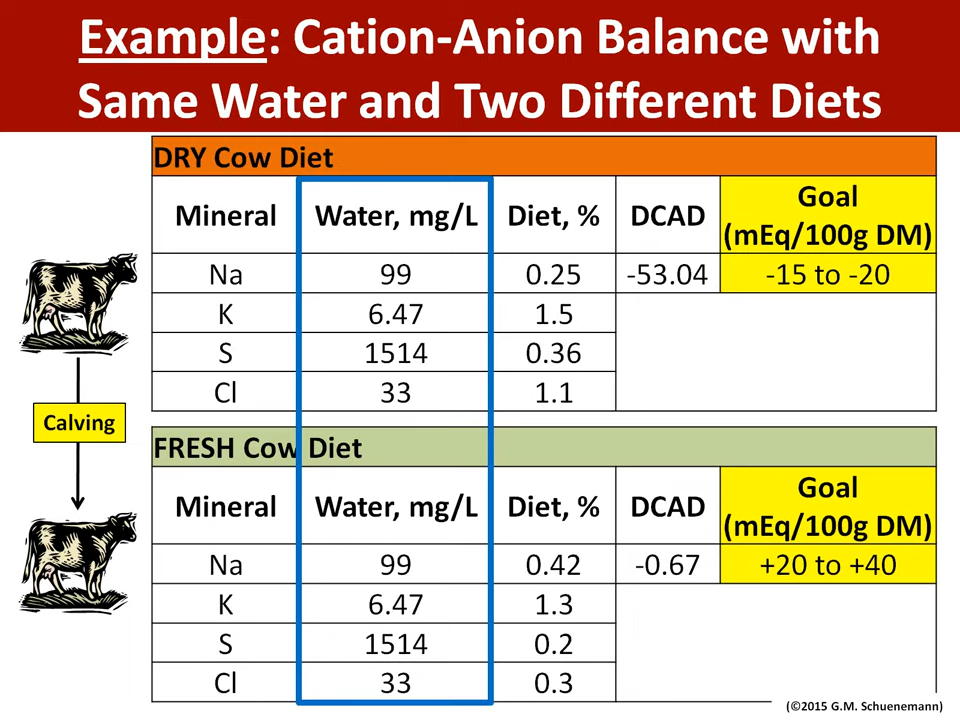 Example: Cation-Anion Balance with
Same Water and Two Different Diets
DRY Cow Diet
Mineral Water, mg/L Diet, % DCAD Goal (mEq/100g DM)
Na 99 0.25 -53.04 -15 to -20
K 6.47 1.5
S 1514 0.36
Cl 33 1.1
Calving
FRESH Cow Diet
Mineral Water, mg/L Diet, % DCAD Goal (mEq/100g DM)
Na 99 0.42 -0.67 +20 to +40
K 6.47 1.3
S 1514 0.2
Cl 33 0.3
(©2015 G.M. Schuenemann)